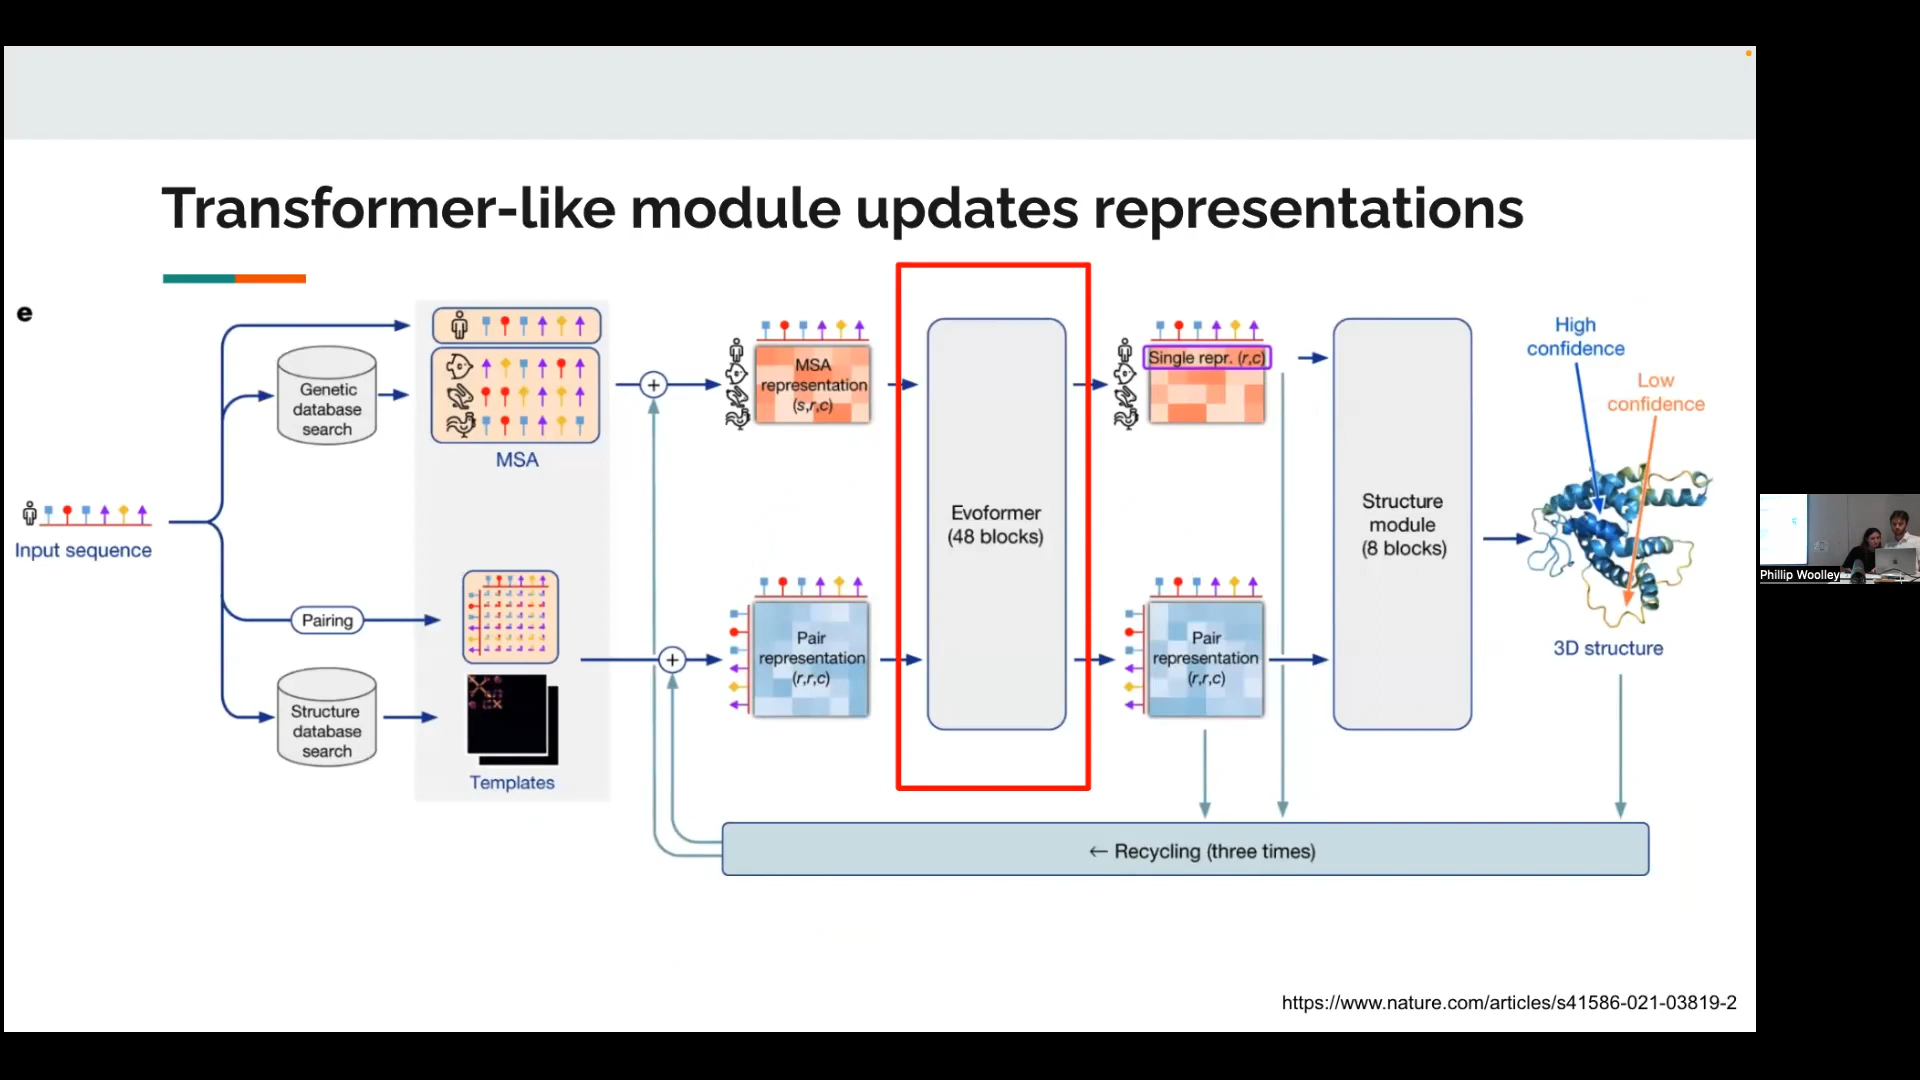 Transformer-like module updates representations
e
Input sequence
Genetic
database
search
Pairing
Structure
database
search
MSA
Templates
+
+
MSA
representation
(s,r,c)
Pair
representation
(r,r,c)
Evoformer
(48 blocks)
Single repr. (r,c)
Pair
representation
(r,r,c)
Structure
module
(8 blocks)
High
confidence
Low
confidence
3D structure
← Recycling (three times)
https://www.nature.com/articles/s41586-021-03819-2
Phillip Woolley